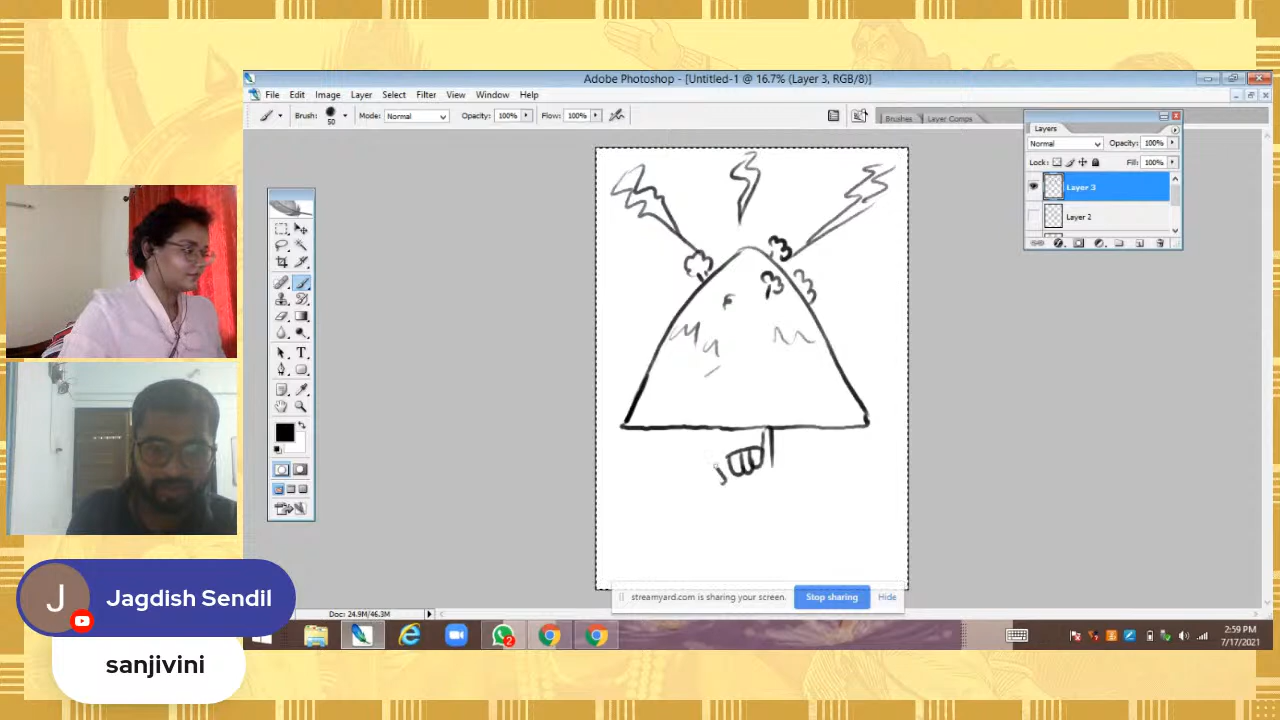 Adobe Photoshop - [Untitled-1 @ 16.7% (Layer 3, RGB/8)]
File Edit Image Layer Select Filter View Window Help
Brush: 50 Mode: Normal Opacity: 100% Flow: 100%
Brushes Layer Comps
Layers
Normal Opacity: 100%
Lock: Fill: 100%
Layer 3
Layer 2
streamyard.com is sharing your screen. Stop sharing Hide
Doc: 24.9M/46.3M
2
2:59 PM
7/17/2021
J
Jagdish Sendil
sanjivini